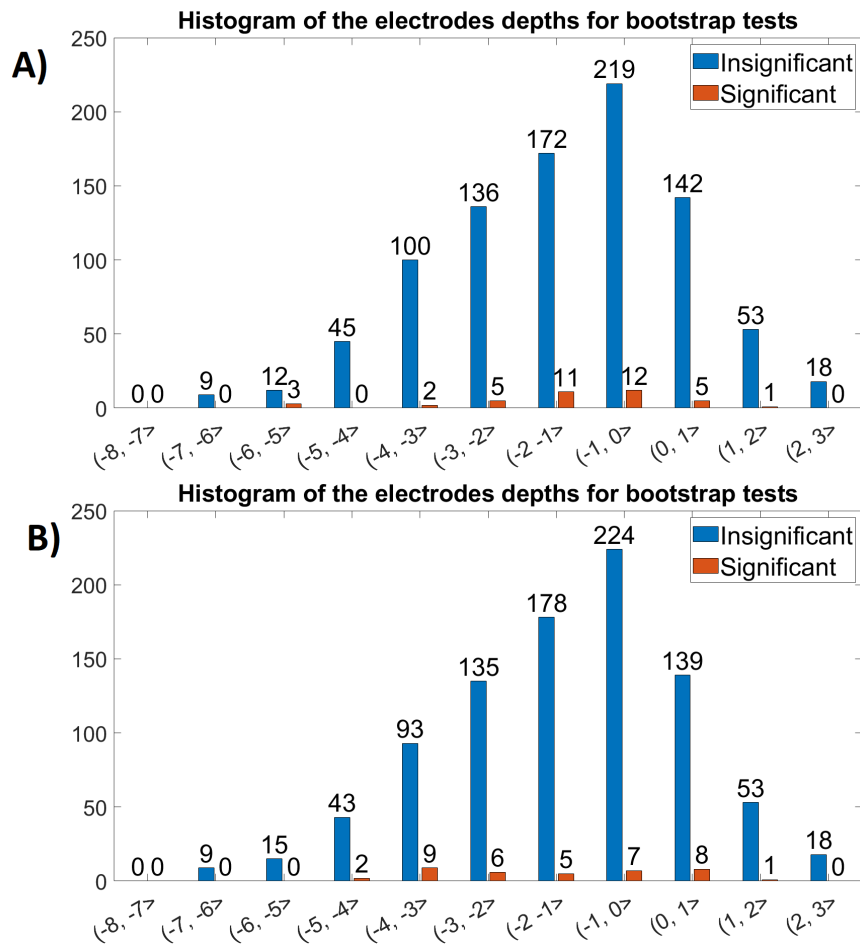 Histogram of the electrodes depths for bootstrap tests
A)
Insignificant
Significant
250
200
150
100
50
0
0 0 9 0 12 3 45 0 100 2 136 5 172 11 219 12 142 5 53 1 18 0
(-8, -7> (-7, -6> (-6, -5> (-5, -4> (-4, -3> (-3, -2> (-2 -1> (-1, 0> (0, 1> (1, 2> (2, 3>
Histogram of the electrodes depths for bootstrap tests
B)
Insignificant
Significant
250
200
150
100
50
0
0 0 9 0 15 0 43 2 93 9 135 6 178 5 224 7 139 8 53 1 18 0
(-8, -7> (-7, -6> (-6, -5> (-5, -4> (-4, -3> (-3, -2> (-2 -1> (-1, 0> (0, 1> (1, 2> (2, 3>